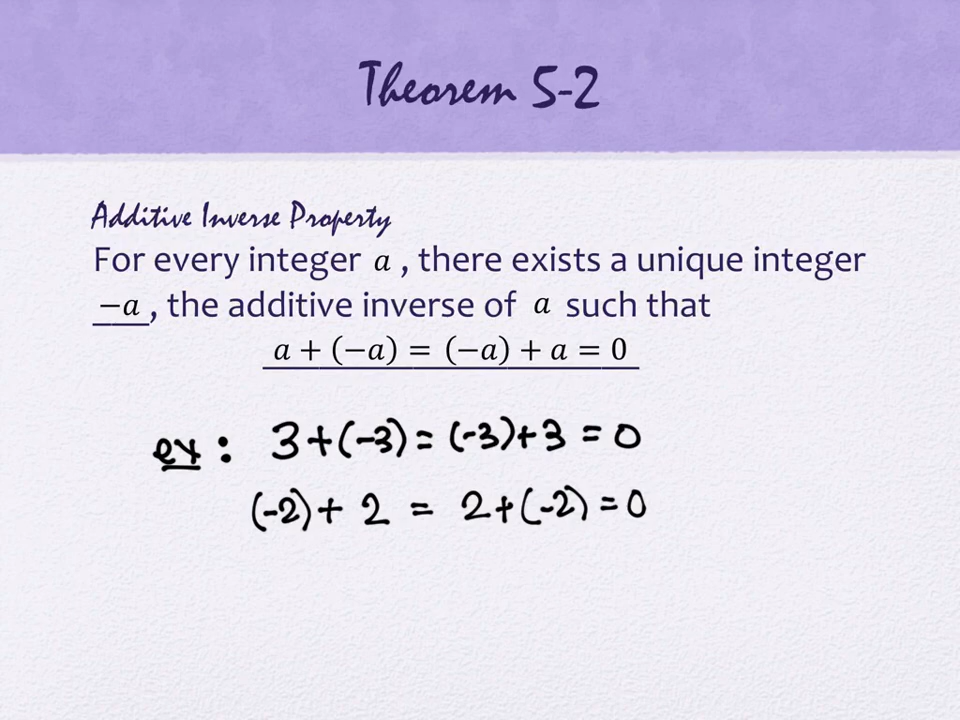 Theorem 5-2
Additive Inverse Property
For every integer a , there exists a unique integer
−a, the additive inverse of a such that
a + (−a) = (−a) + a = 0
ex : 3+(-3) = (-3)+3 = 0
(-2)+ 2 = 2+(-2) = 0